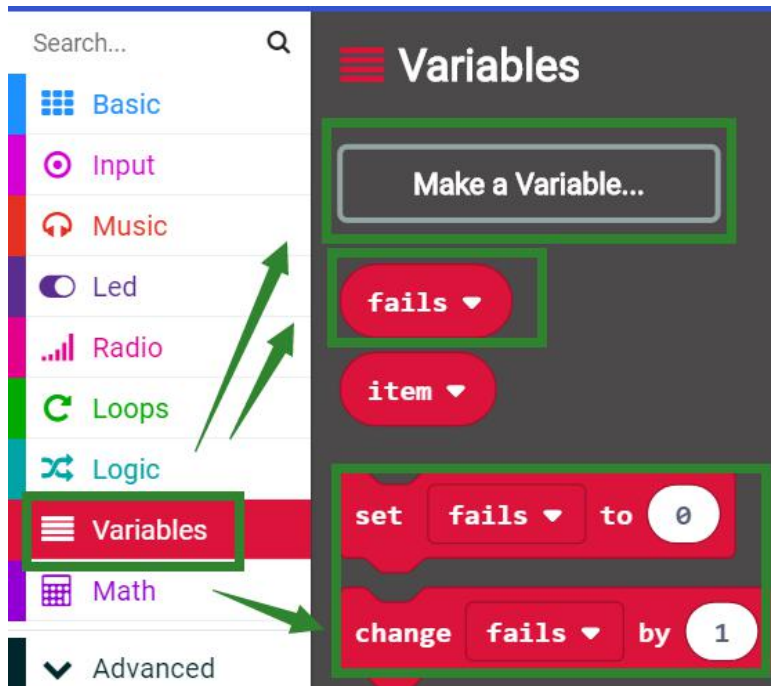 Search...
Basic
Input
Music
Led
Radio
Loops
Logic
Variables
Math
Advanced
Variables
Make a Variable...
fails
item
set fails to 0
change fails by 1